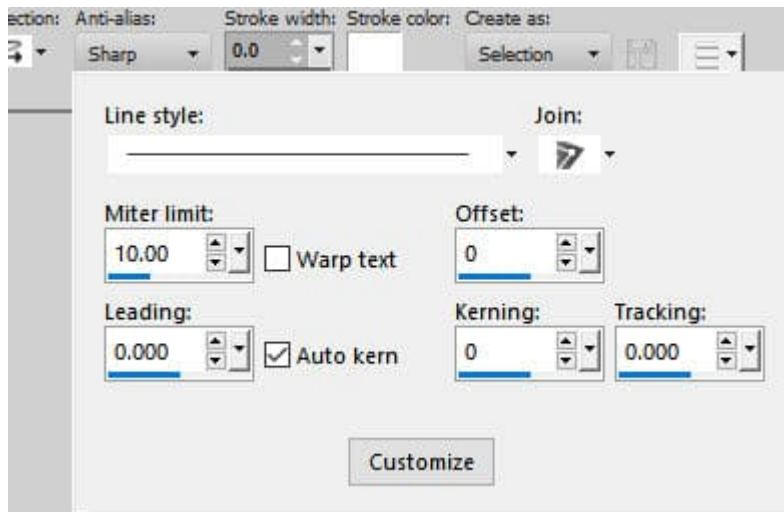 ection: Anti-alias: Stroke width: Stroke color: Create as:
Sharp 0.0 Selection
Line style: Join:
Miter limit: Offset:
10.00 Warp text 0
Leading: Kerning: Tracking:
0.000 Auto kern 0 0.000
Customize